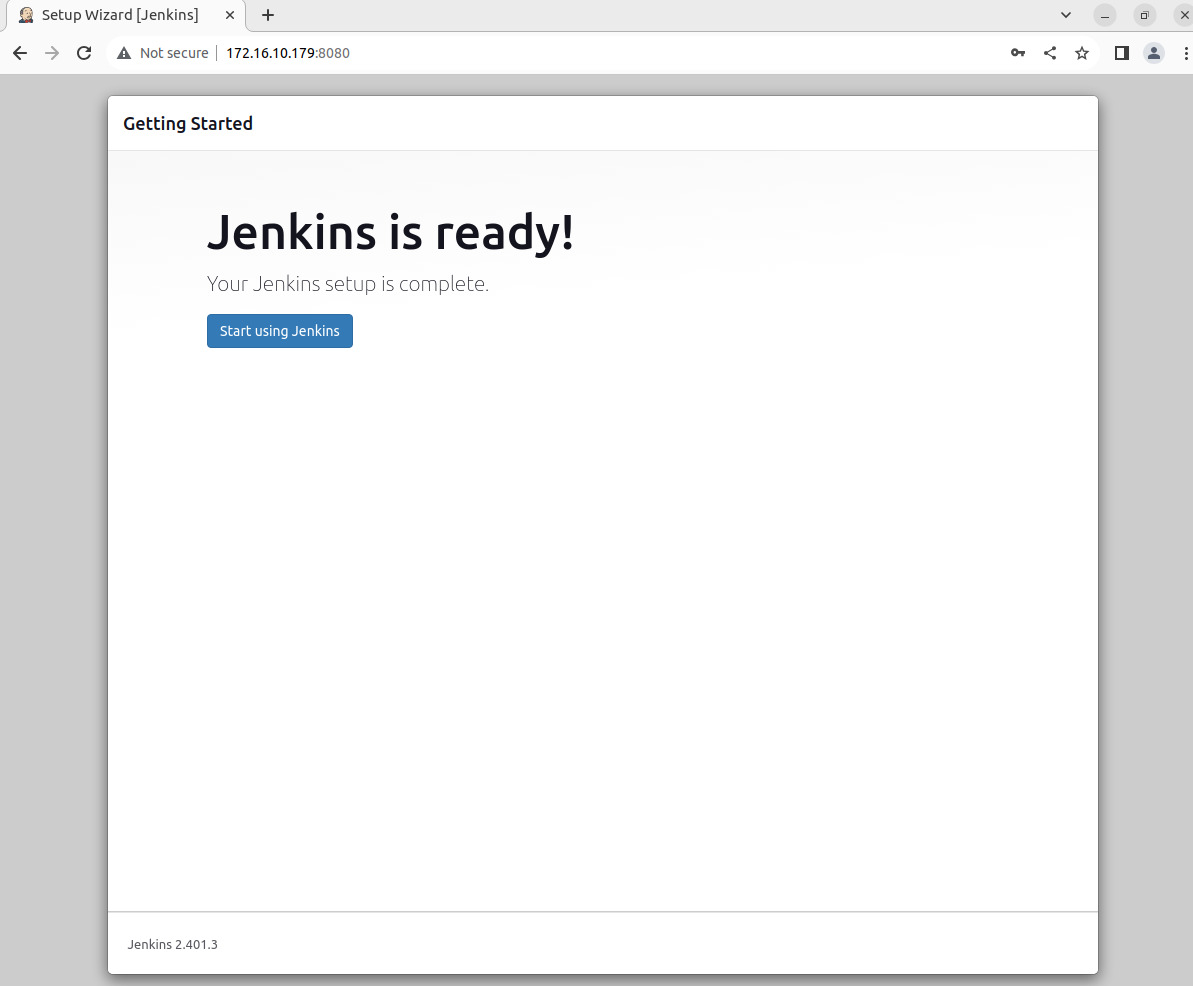 Setup Wizard [Jenkins]
Not secure 172.16.10.179:8080
Getting Started
Jenkins is ready!
Your Jenkins setup is complete.
Start using Jenkins
Jenkins 2.401.3